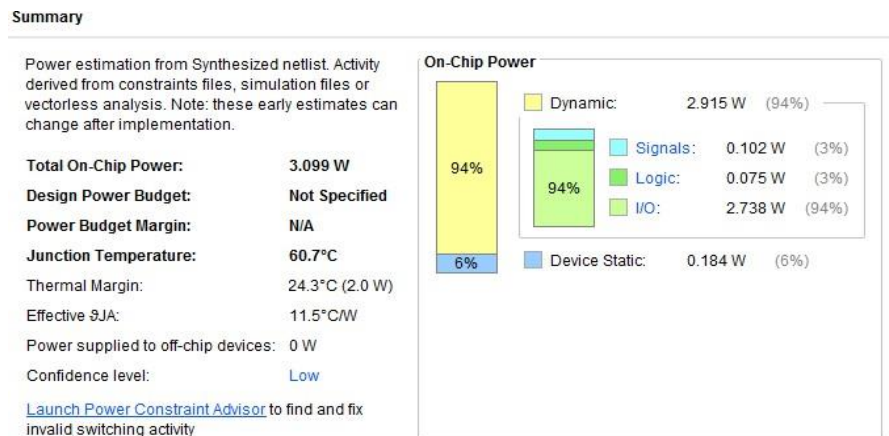 Summary
Power estimation from Synthesized netlist. Activity
derived from constraints files, simulation files or
vectorless analysis. Note: these early estimates can
change after implementation.
Total On-Chip Power: 3.099 W
Design Power Budget: Not Specified
Power Budget Margin: N/A
Junction Temperature: 60.7°C
Thermal Margin: 24.3°C (2.0 W)
Effective ϑJA: 11.5°C/W
Power supplied to off-chip devices: 0 W
Confidence level: Low
Launch Power Constraint Advisor to find and fix
invalid switching activity
On-Chip Power
94%
6%
Dynamic: 2.915 W (94%)
94%
Signals: 0.102 W (3%)
Logic: 0.075 W (3%)
I/O: 2.738 W (94%)
Device Static: 0.184 W (6%)